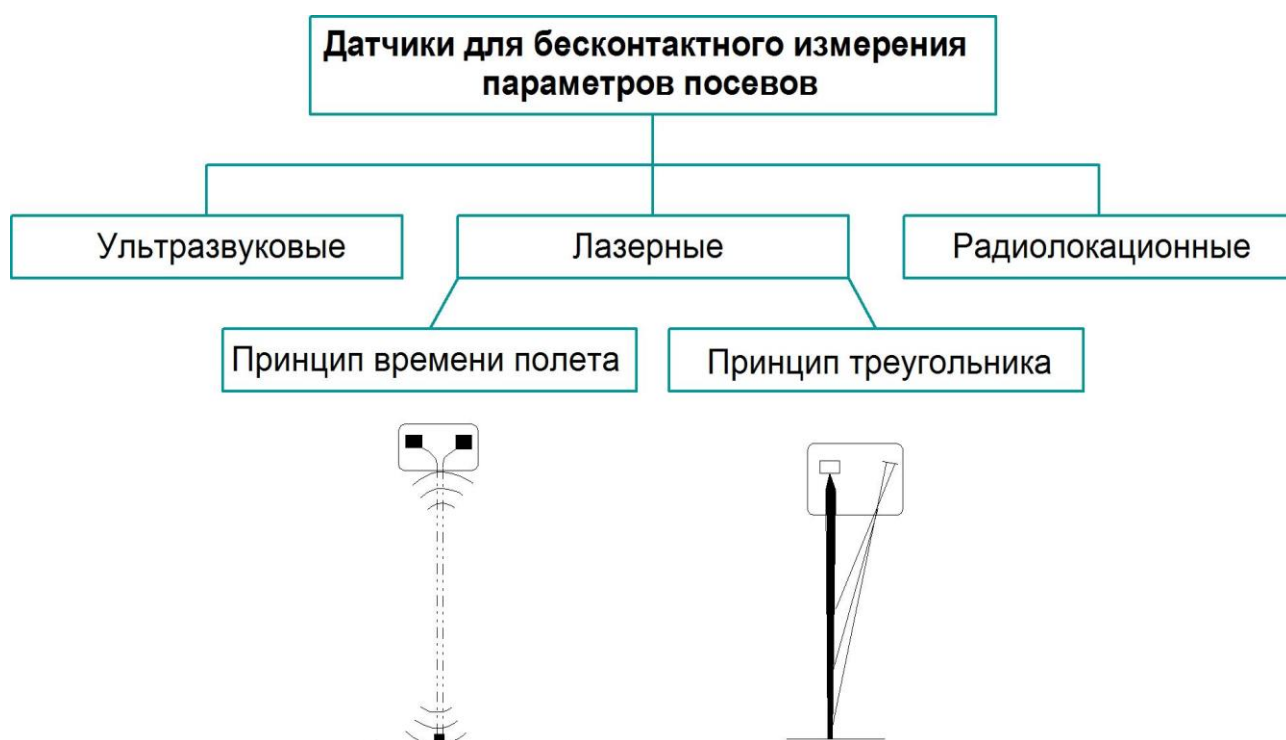 Датчики для бесконтактного измерения
параметров посевов
Ультразвуковые
Лазерные
Радиолокационные
Принцип времени полета
Принцип треугольника